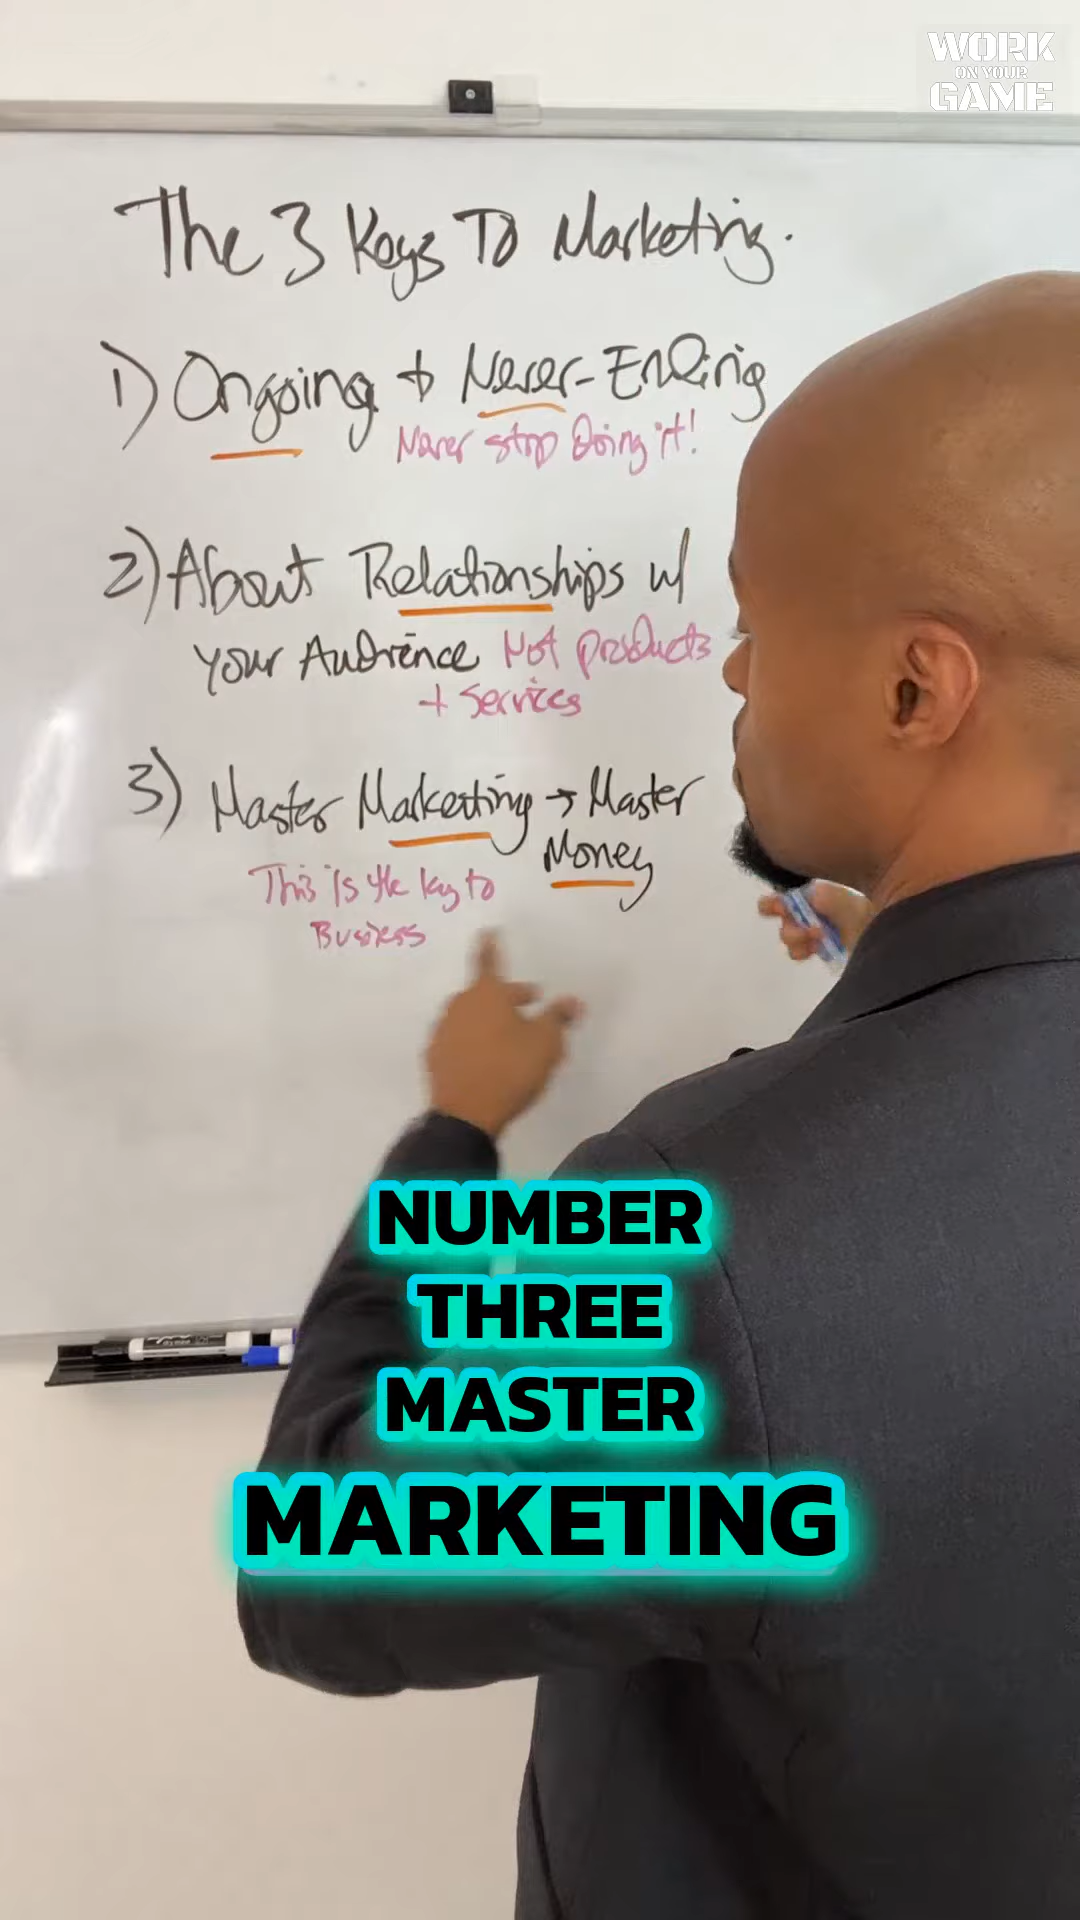 WORK
ON YOUR
GAME
The 3 Keys To Marketing.
1) Ongoing + Never-Ending
Never stop Doing it!
2) About Relationships w/
your Audience Not products
+ Services
3) Master Marketing → Master
Money
This is the key to
Business
NUMBER
THREE
MASTER
MARKETING